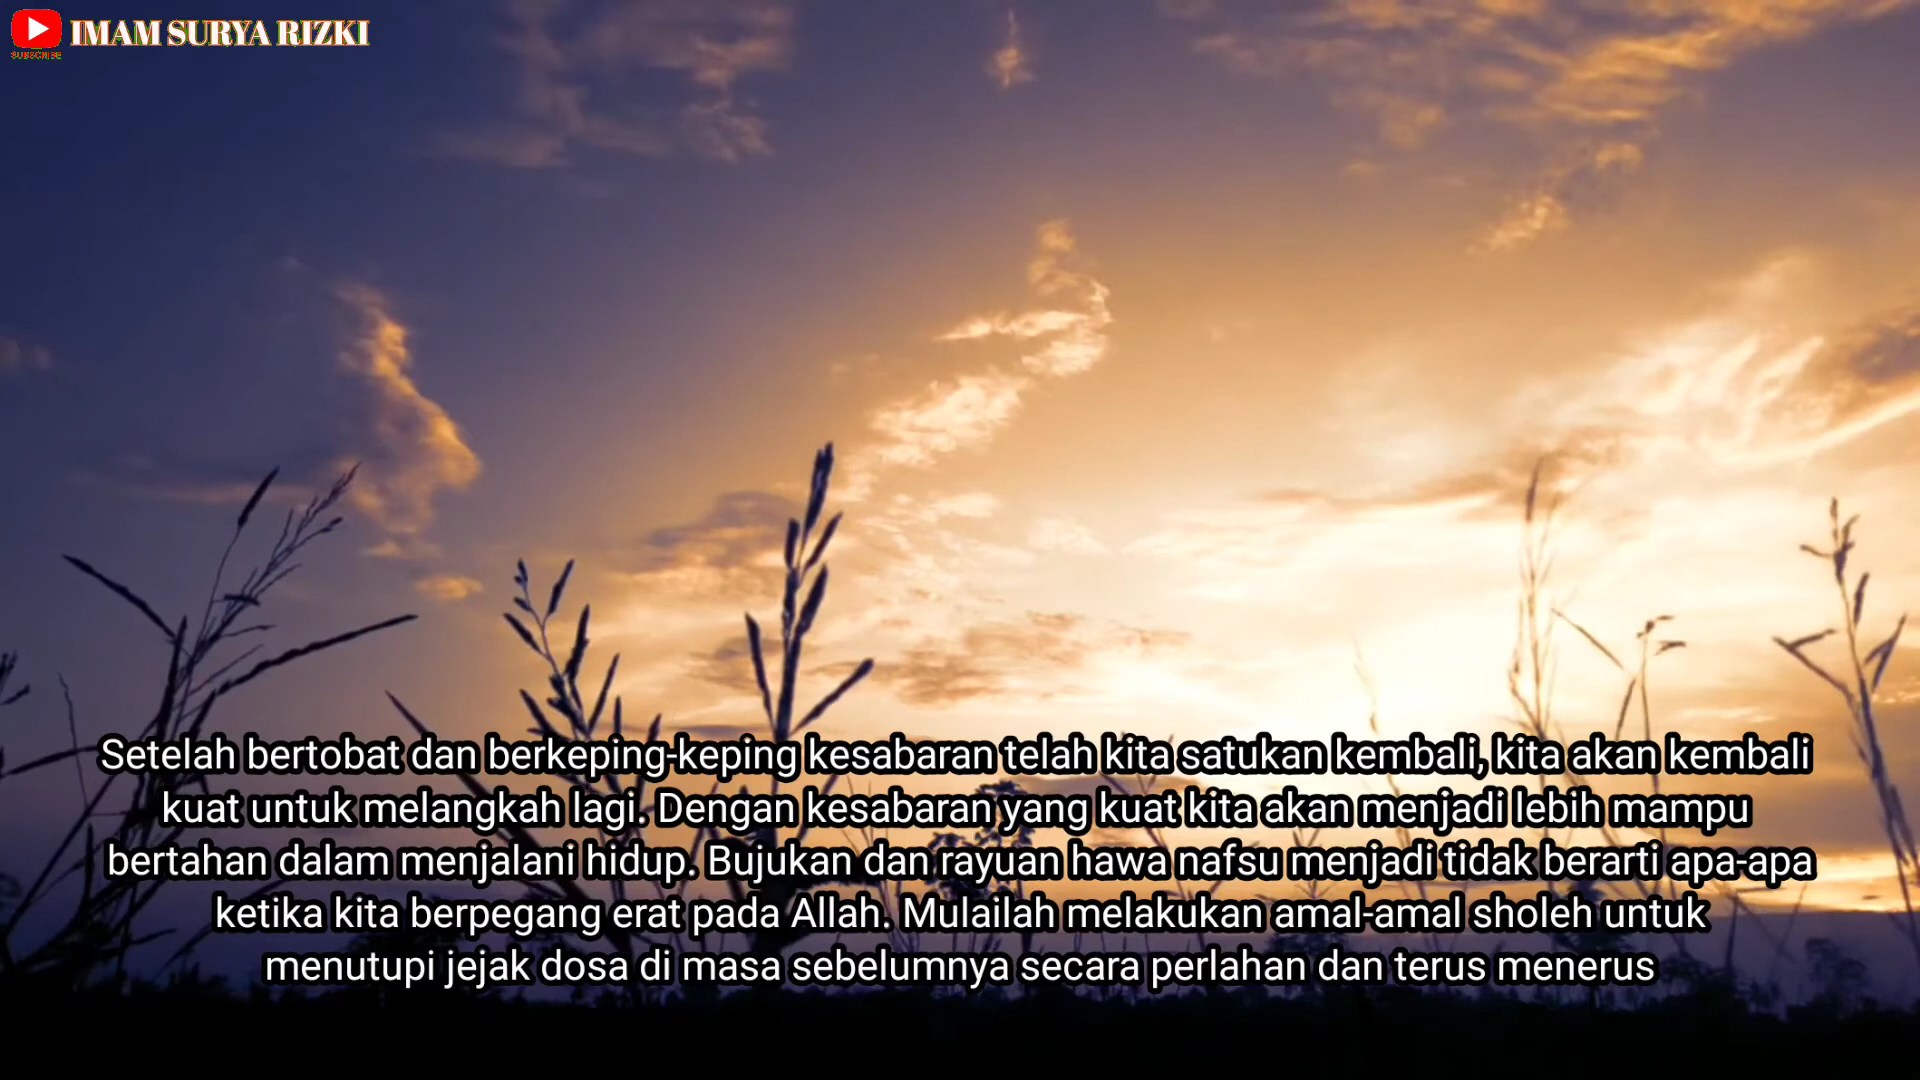 IMAM SURYA RIZKI
SUBSCRIBE
Setelah bertobat dan berkeping-keping kesabaran telah kita satukan kembali, kita akan kembali
kuat untuk melangkah lagi. Dengan kesabaran yang kuat kita akan menjadi lebih mampu
bertahan dalam menjalani hidup. Bujukan dan rayuan hawa nafsu menjadi tidak berarti apa-apa
ketika kita berpegang erat pada Allah. Mulailah melakukan amal-amal sholeh untuk
menutupi jejak dosa di masa sebelumnya secara perlahan dan terus menerus